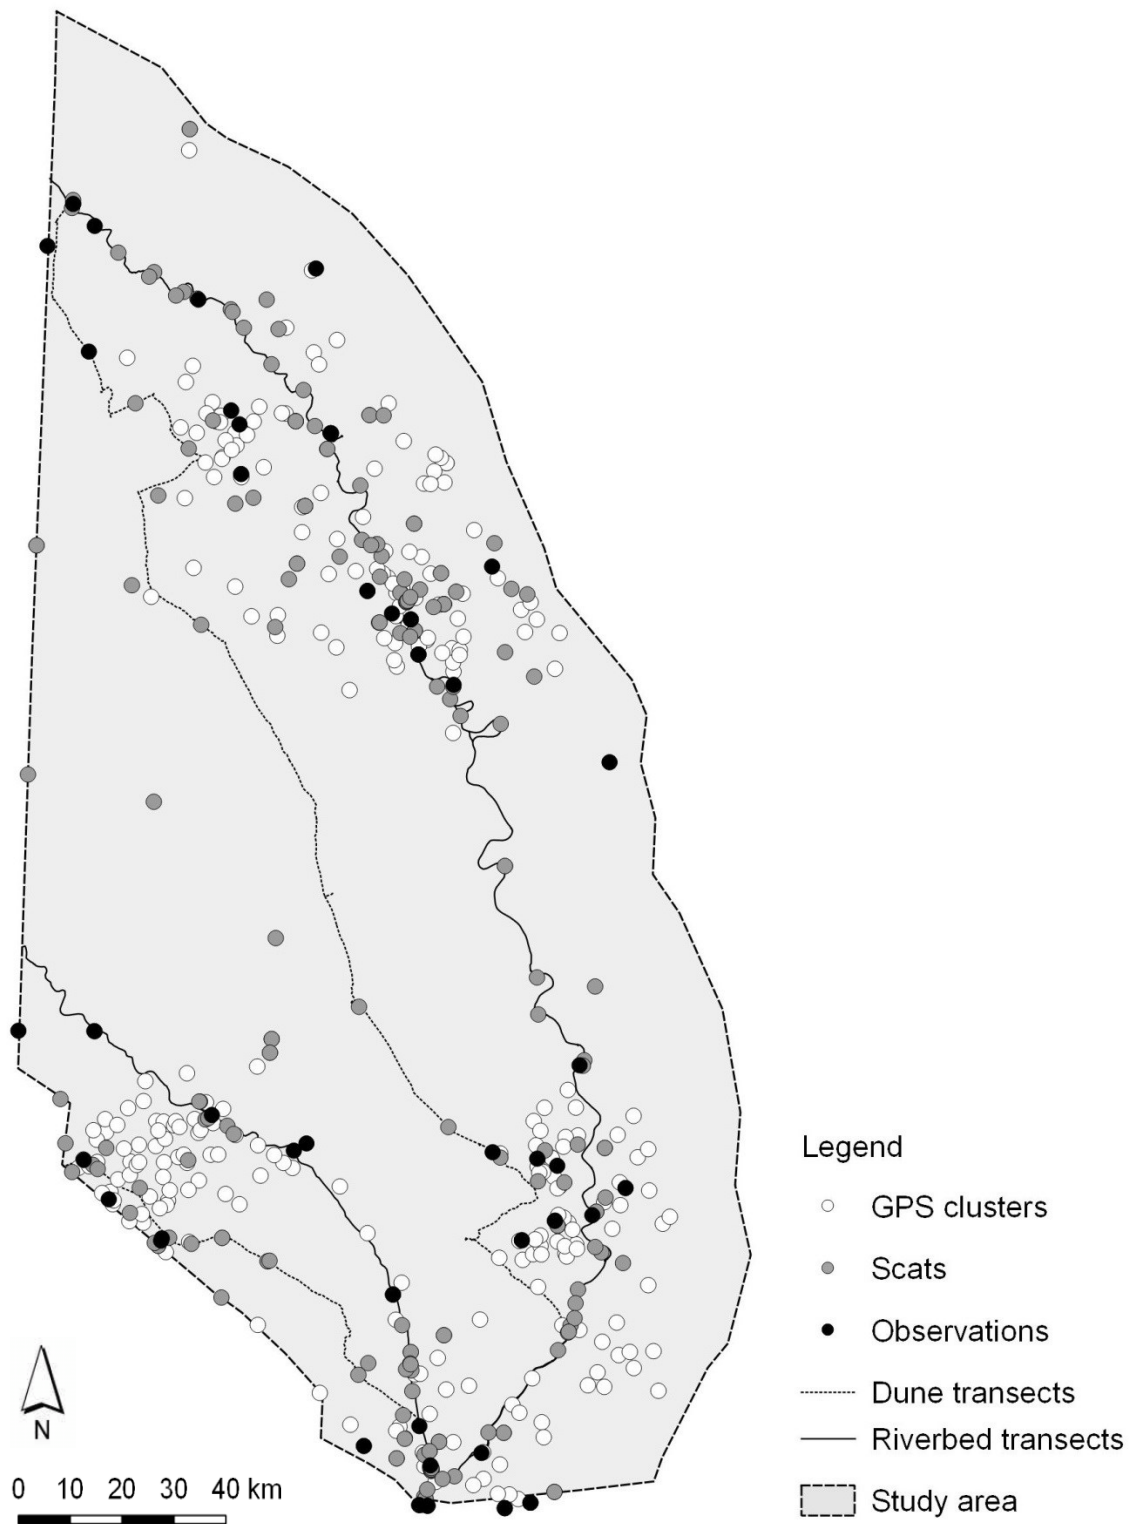 Legend
GPS clusters
Scats
Observations
Dune transects
Riverbed transects
Study area
N
0 10 20 30 40 km